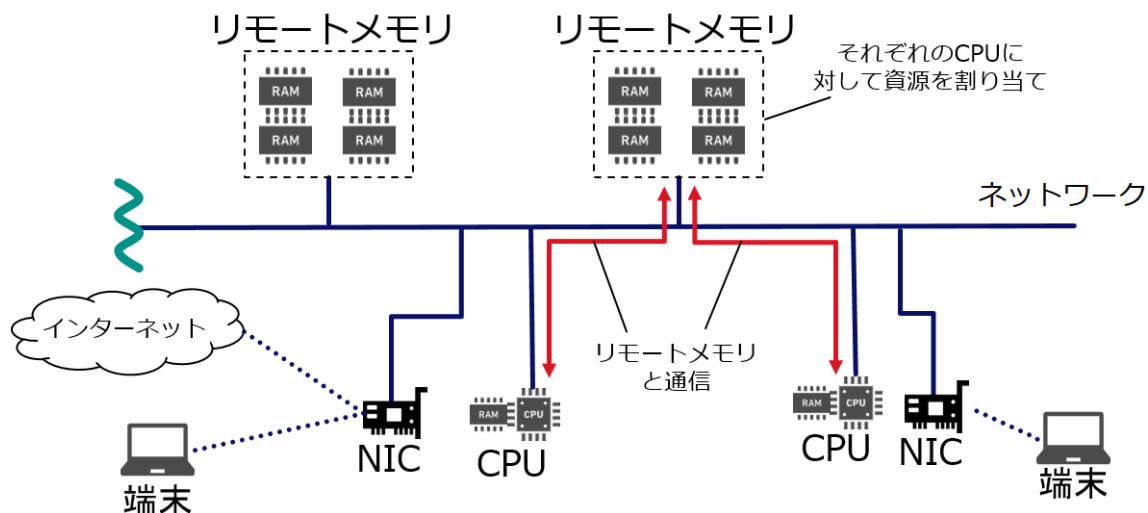 リモートメモリ
リモートメモリ
それぞれのCPUに
対して資源を割り当て
RAM
RAM
RAM
RAM
RAM
RAM
RAM
RAM
ネットワーク
インターネット
リモートメモリ
と通信
RAM
CPU
RAM
CPU
NIC
CPU
CPU
NIC
端末
端末